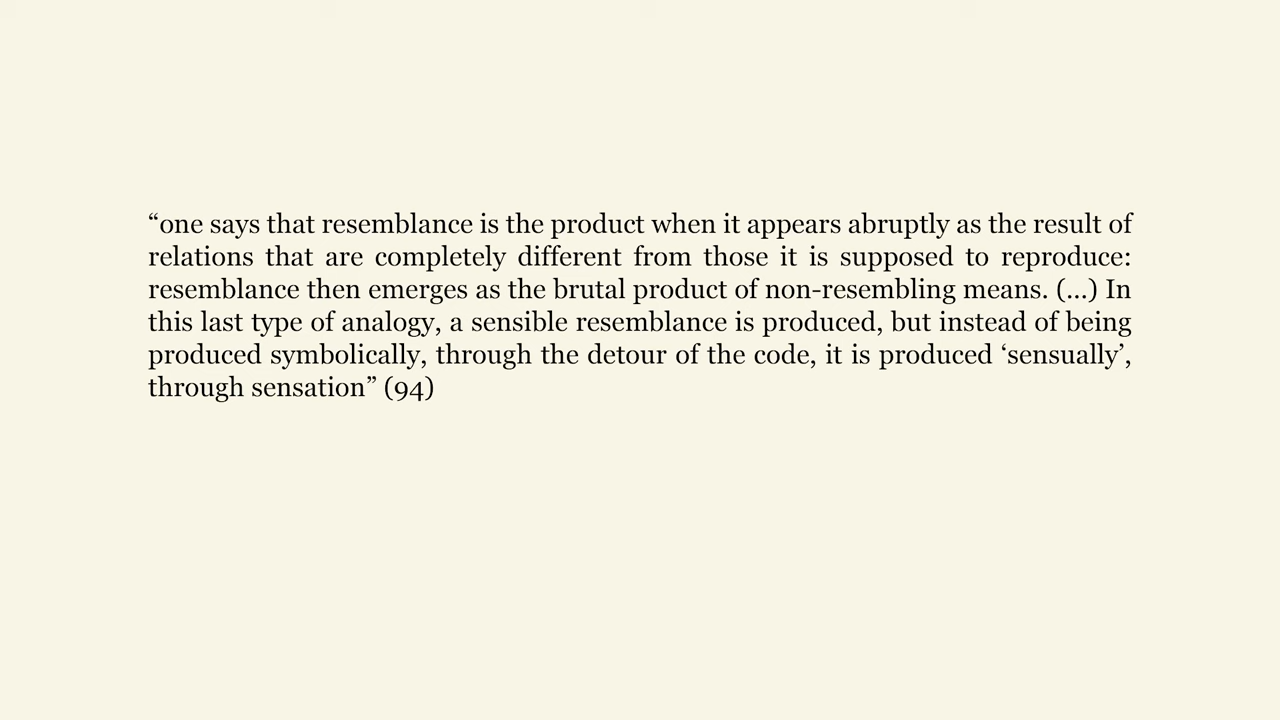 “one says that resemblance is the product when it appears abruptly as the result of
relations that are completely different from those it is supposed to reproduce:
resemblance then emerges as the brutal product of non-resembling means. (...) In
this last type of analogy, a sensible resemblance is produced, but instead of being
produced symbolically, through the detour of the code, it is produced ‘sensually’,
through sensation” (94)